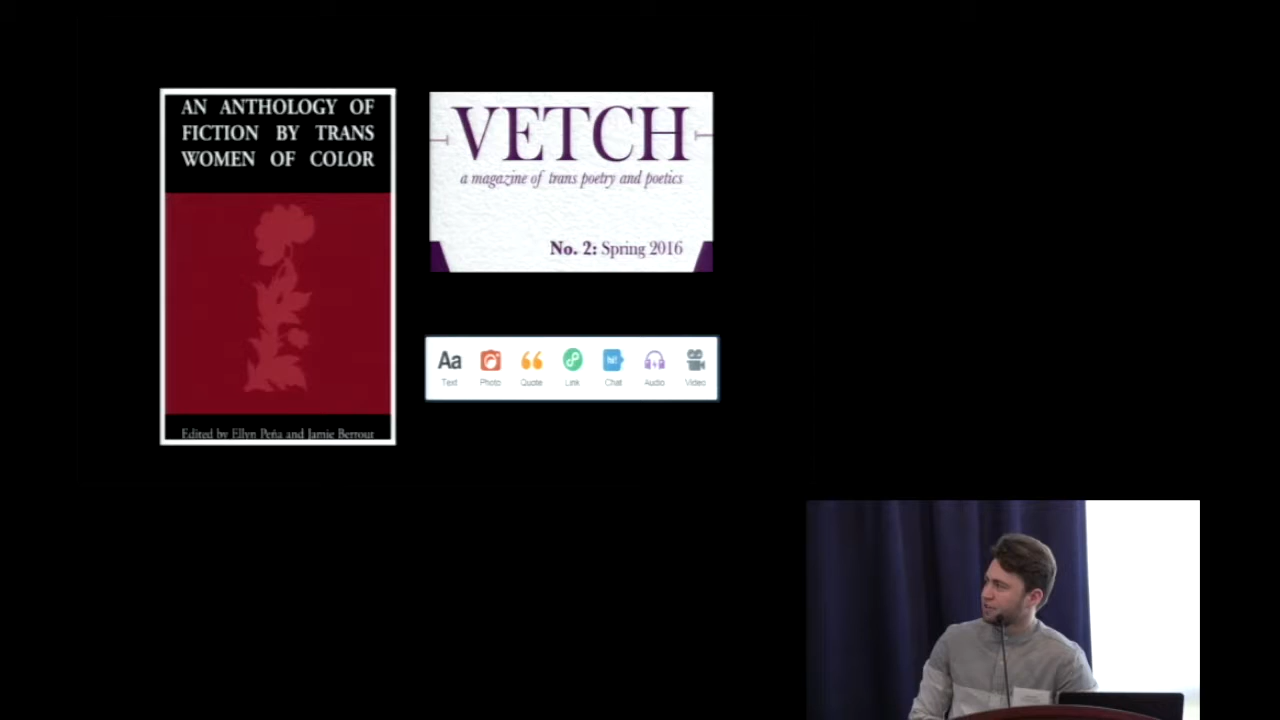 AN ANTHOLOGY OF
FICTION BY TRANS
WOMEN OF COLOR
Edited by Ellyn Peña and Jamie Berrout
VETCH
a magazine of trans poetry and poetics
No. 2: Spring 2016
Aa
hi!
Text Photo Quote Link Chat Audio Video